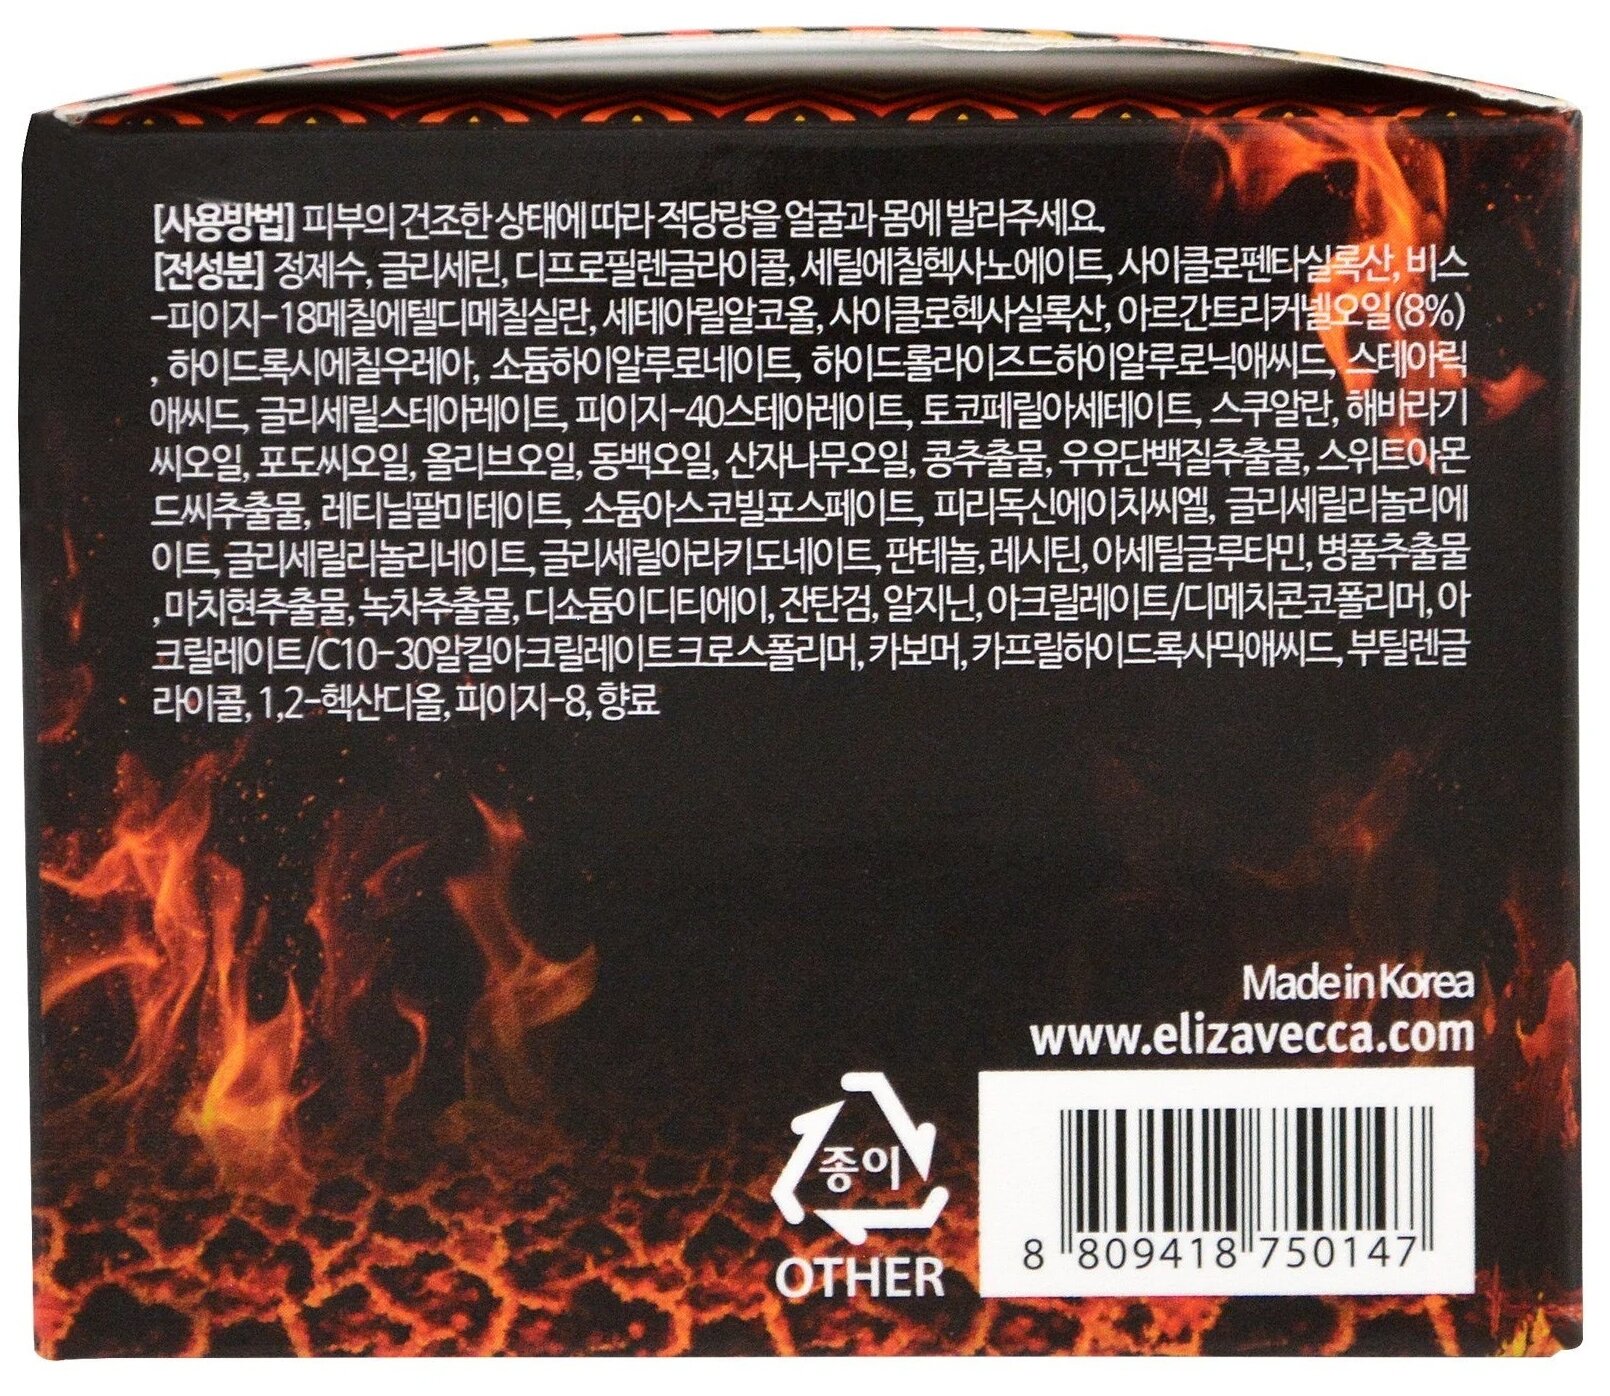 [사용방법] 피부의 건조한 상태에 따라 적당량을 얼굴과 몸에 발라주세요.
[전성분] 정제수, 글리세린, 디프로필렌글라이콜, 세틸에칠헥사노에이트, 사이클로펜타실록산, 비스
-피이지-18메칠에텔디메칠실란, 세테아릴알코올, 사이클로헥사실록산, 아르간트리커넬오일(8%)
, 하이드록시에칠우레아, 소듐하이알루로네이트, 하이드롤라이즈드하이알루로닉애씨드, 스테아릭
애씨드, 글리세릴스테아레이트, 피이지-40스테아레이트, 토코페릴아세테이트, 스쿠알란, 해바라기
씨오일, 포도씨오일, 올리브오일, 동백오일, 산자나무오일, 콩추출물, 우유단백질추출물, 스위트아몬
드씨추출물, 레티닐팔미테이트, 소듐아스코빌포스페이트, 피리독신에이치씨엘, 글리세릴리놀리에
이트, 글리세릴리놀리네이트, 글리세릴아라키도네이트, 판테놀, 레시틴, 아세틸글루타민, 병풀추출물
, 마치현추출물, 녹차추출물, 디소듐이디티에이, 잔탄검, 알지닌, 아크릴레이트/디메치콘코폴리머, 아
크릴레이트/C10-30알킬아크릴레이트크로스폴리머, 카보머, 카프릴하이드록사믹애씨드, 부틸렌글
라이콜, 1,2-헥산디올, 피이지-8, 향료
Made in Korea
www.elizavecca.com
종이
OTHER
8 809418 750147